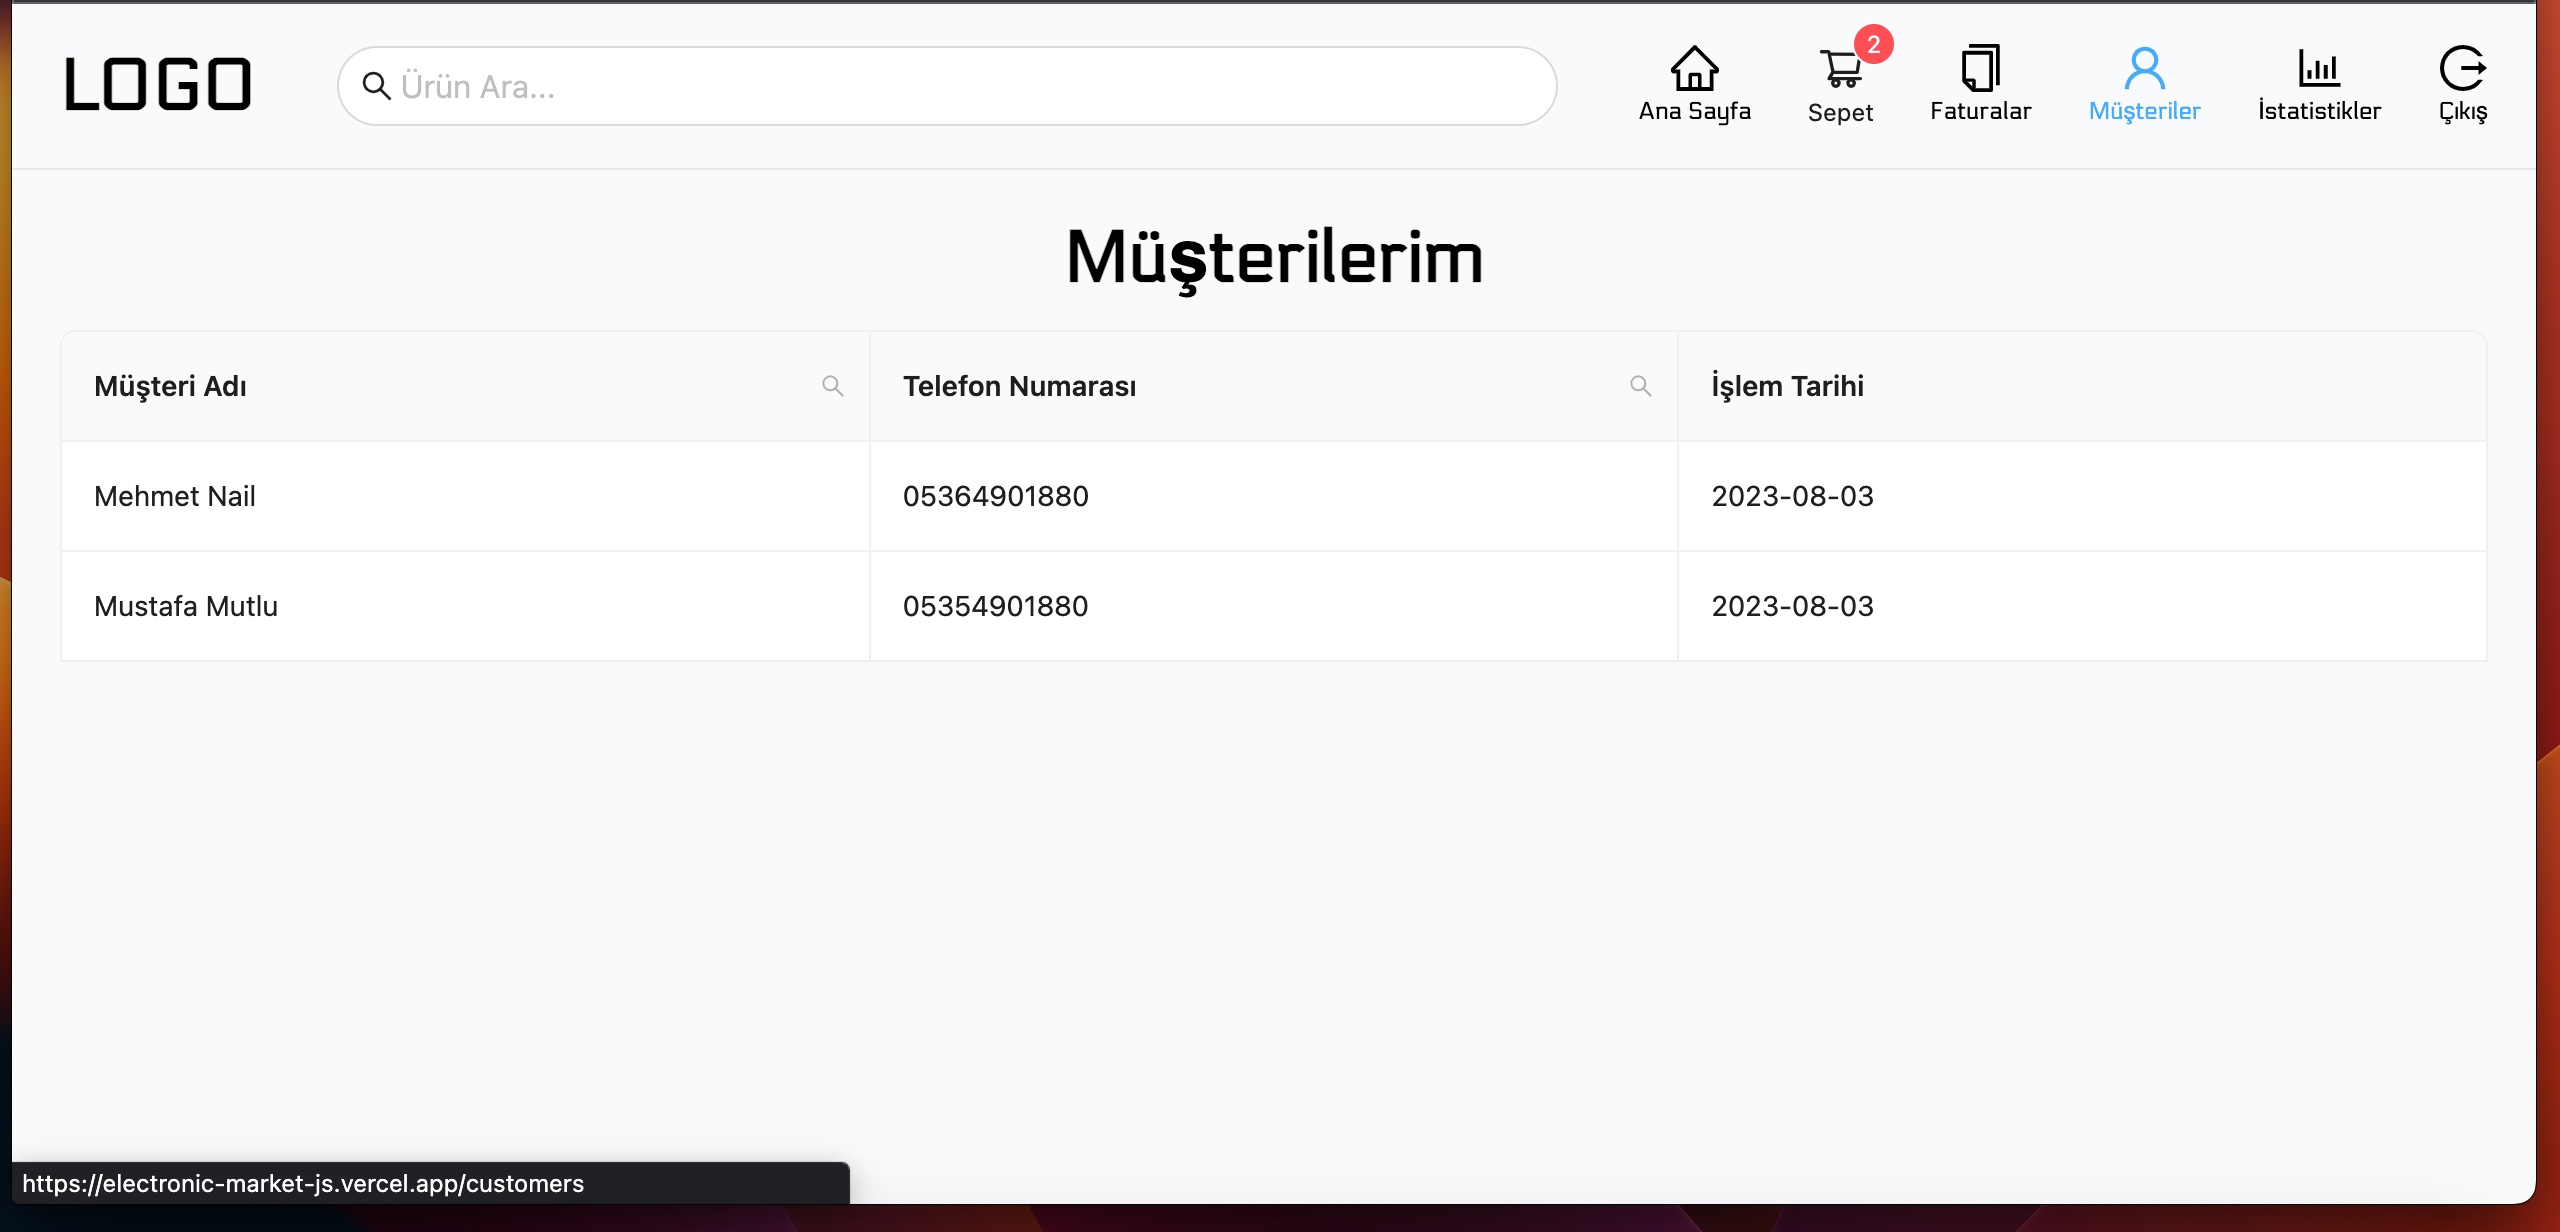 LOGO
Ürün Ara...
2
Ana Sayfa
Sepet
Faturalar
Müşteriler
İstatistikler
Çıkış
Müşterilerim
Müşteri Adı
Telefon Numarası
İşlem Tarihi
Mehmet Nail
05364901880
2023-08-03
Mustafa Mutlu
05354901880
2023-08-03
https://electronic-market-js.vercel.app/customers